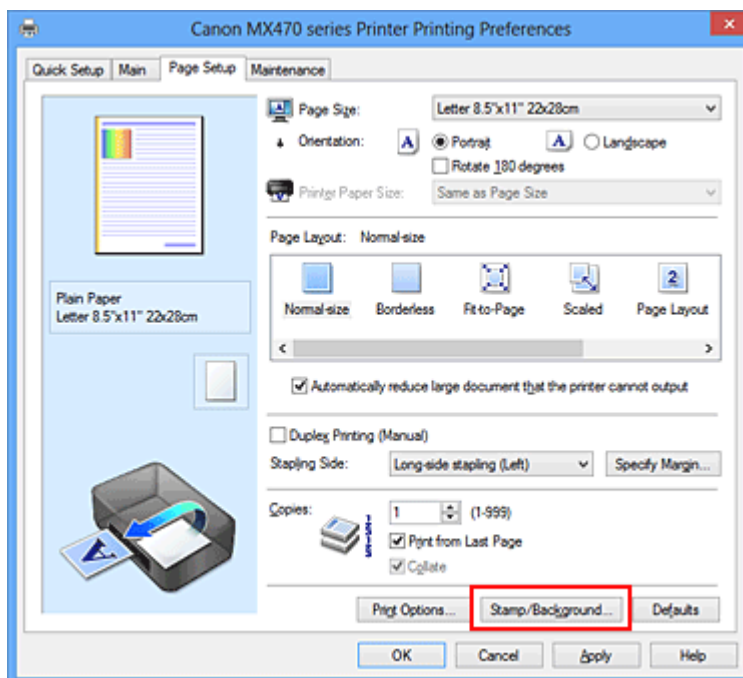 Canon MX470 series Printer Printing Preferences
Quick Setup Main Page Setup Maintenance
Page Size: Letter 8.5"x11" 22x28cm
Orientation: A Portrait A Landscape
Rotate 180 degrees
Printer Paper Size: Same as Page Size
Page Layout: Normal-size
2
Normal-size Borderless Fit-to-Page Scaled Page Layout
Plain Paper
Letter 8.5"x11" 22x28cm
Automatically reduce large document that the printer cannot output
Duplex Printing (Manual)
Stapling Side: Long-side stapling (Left) Specify Margin...
Copies: 1 (1-999)
Print from Last Page
Collate
A
Print Options... Stamp/Background... Defaults
OK Cancel Apply Help